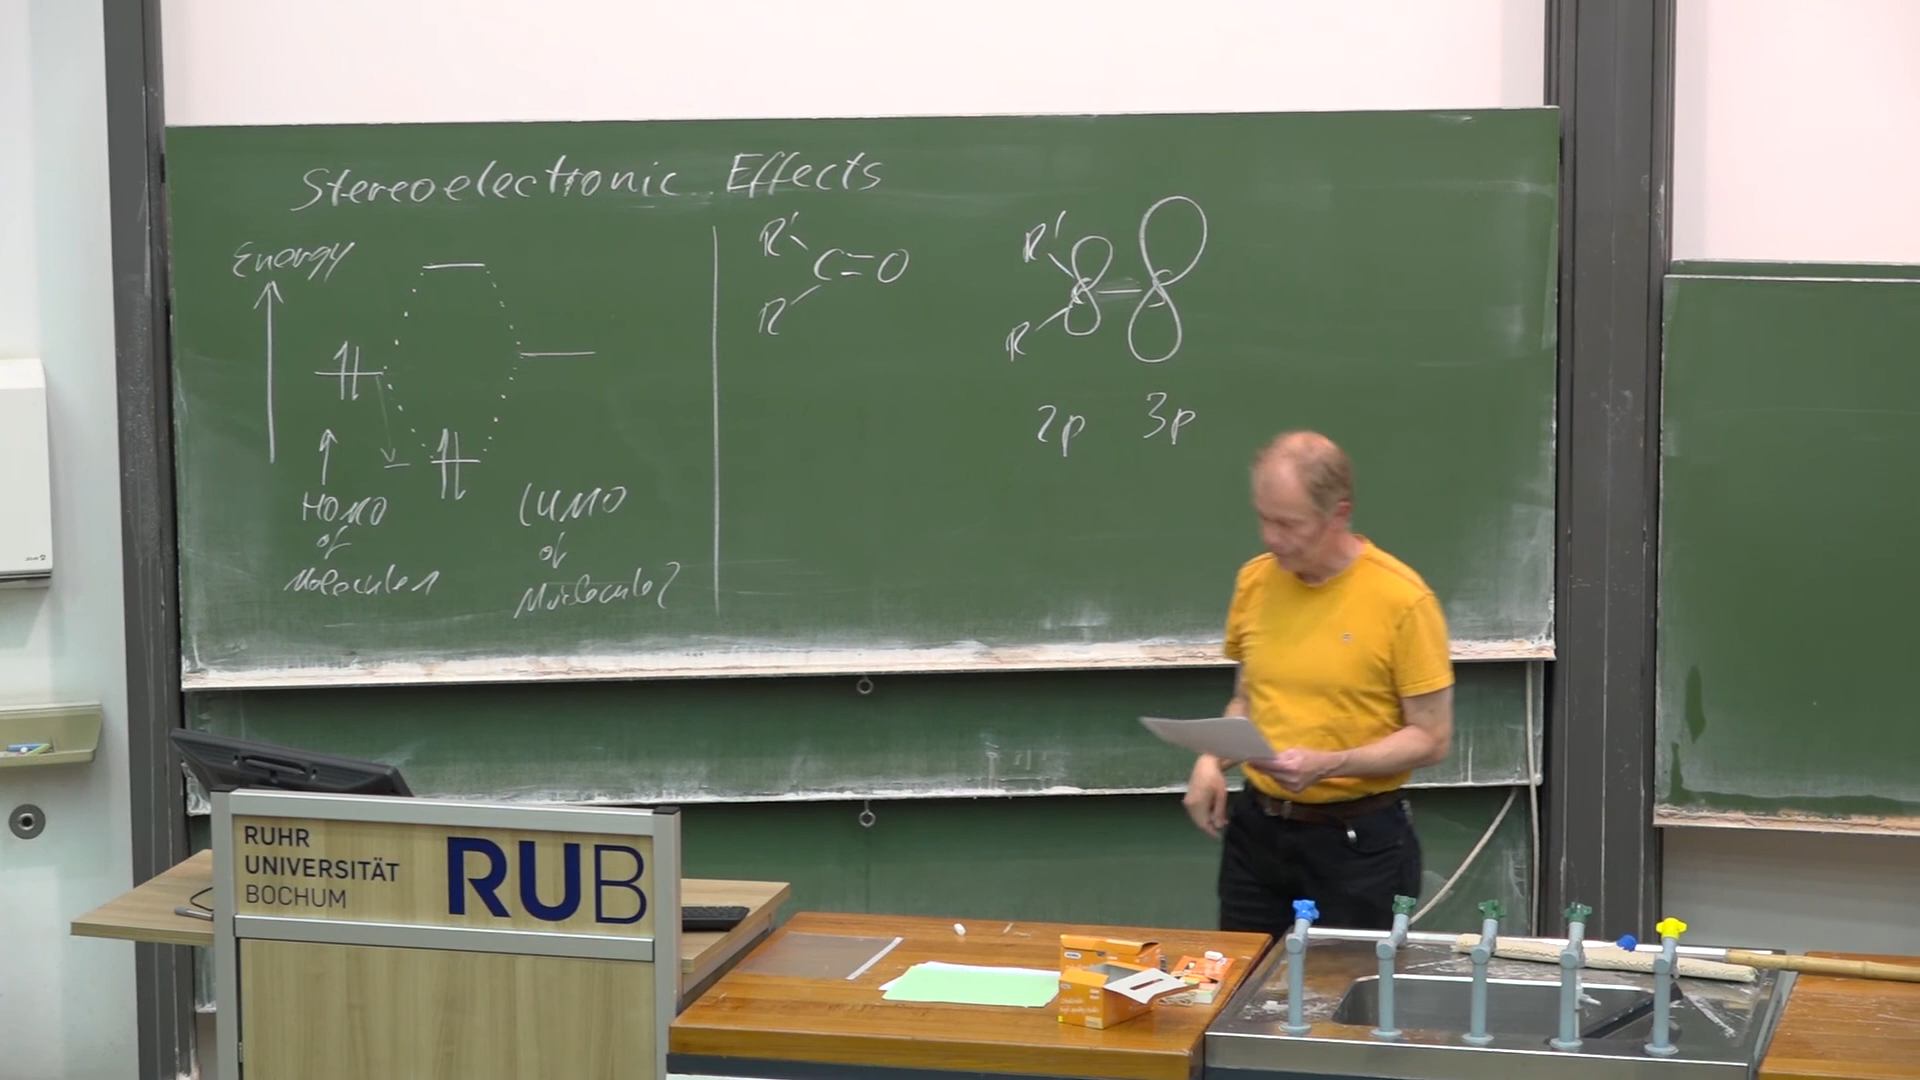 Stereoelectronic Effects
Energy
HOMO
of
Molecule 1
LUMO
of
Molecule 2
R'
C=O
R
R'
C S
R
2p 3p
RUHR
UNIVERSITÄT
BOCHUM
RUB